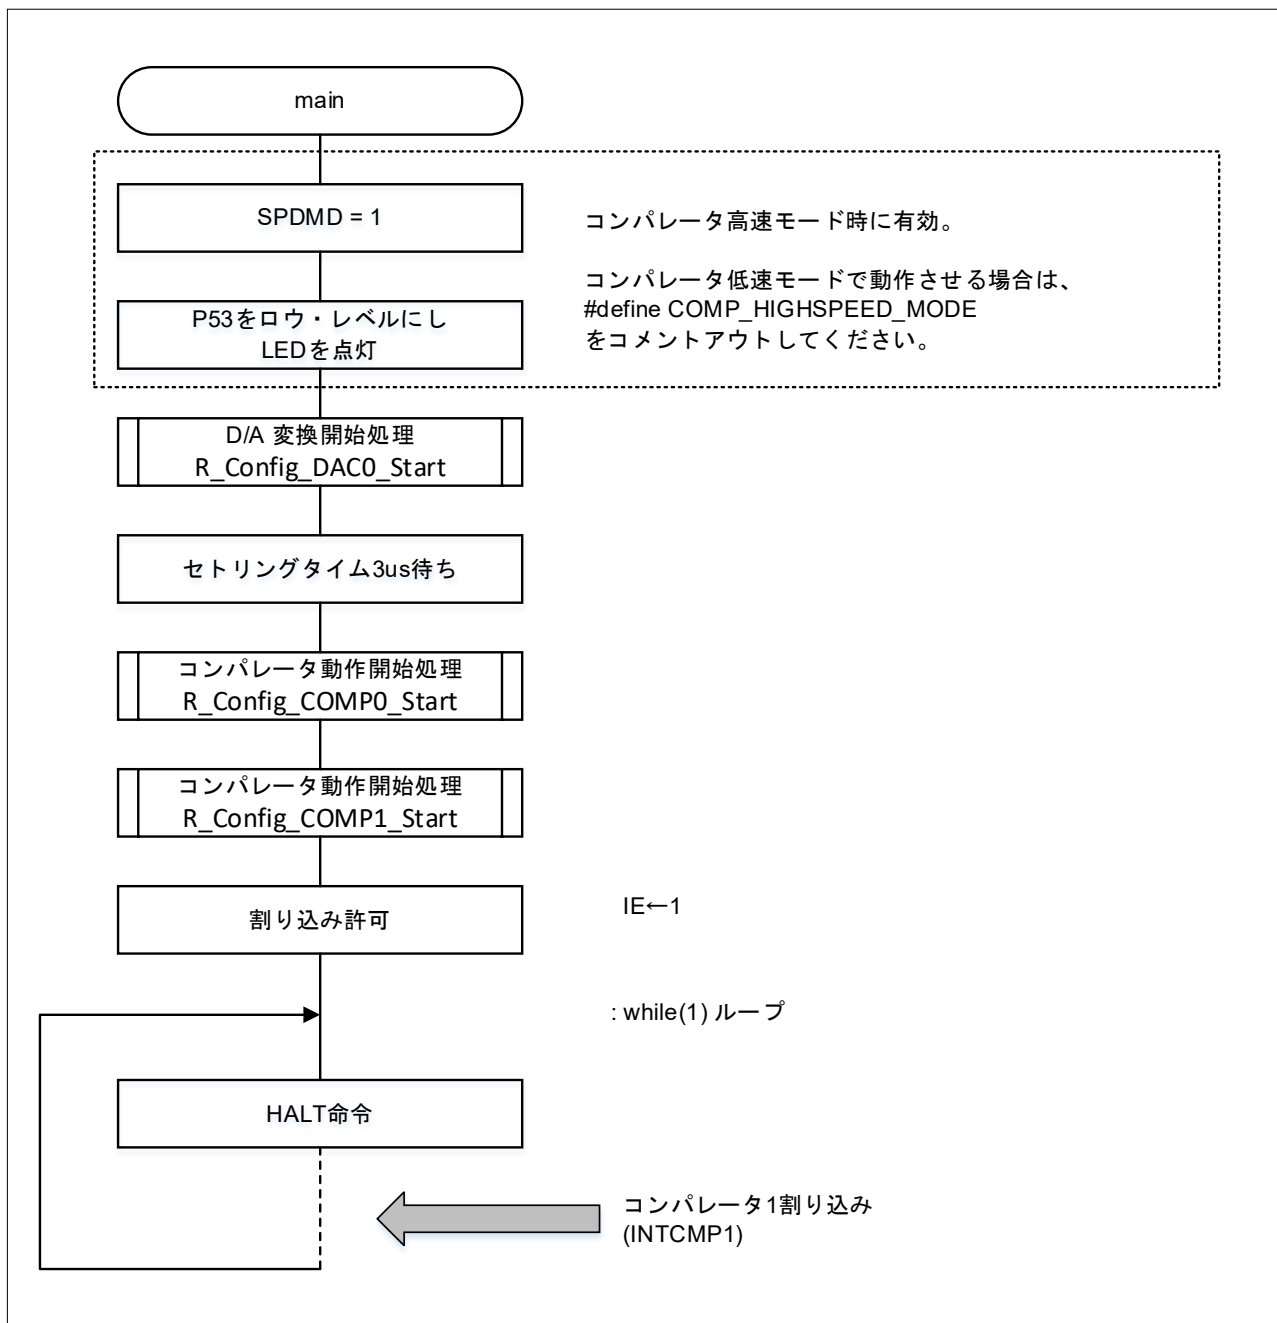 main
SPDMD = 1
コンパレータ高速モード時に有効。
コンパレータ低速モードで動作させる場合は、
#define COMP_HIGHSPEED_MODE
をコメントアウトしてください。
P53をロウ・レベルにし
LEDを点灯
D/A 変換開始処理
R_Config_DAC0_Start
セトリングタイム3us待ち
コンパレータ動作開始処理
R_Config_COMP0_Start
コンパレータ動作開始処理
R_Config_COMP1_Start
割り込み許可
IE←1
: while(1) ループ
HALT命令
コンパレータ1割り込み
(INTCMP1)